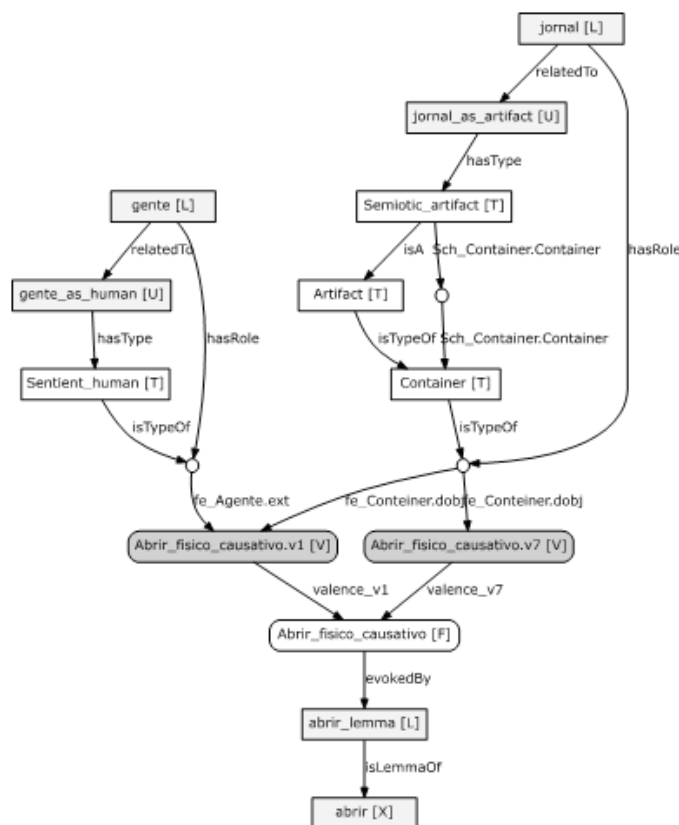 jornal [L]
relatedTo
jornal_as_artifact [U]
hasType
gente [L]
Semiotic_artifact [T]
relatedTo
isA Sch_Container.Container
hasRole
gente_as_human [U]
Artifact [T]
hasType
hasRole
isTypeOf Sch_Container.Container
Sentient_human [T]
Container [T]
isTypeOf
isTypeOf
fe_Agente.ext
fe_Conteiner.dobj
fe_Conteiner.dobj
Abrir_fisico_causativo.v1 [V]
Abrir_fisico_causativo.v7 [V]
valence_v1
valence_v7
Abrir_fisico_causativo [F]
evokedBy
abrir_lemma [L]
isLemmaOf
abrir [X]